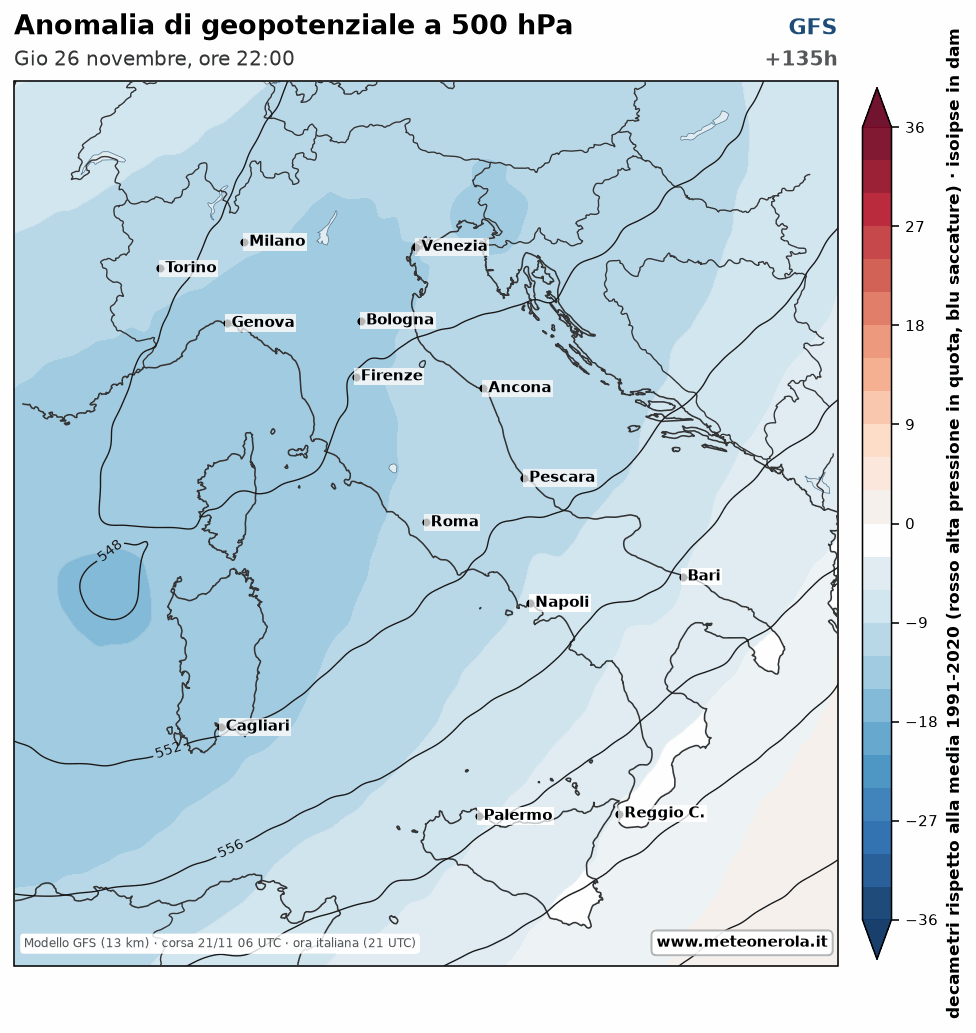 Anomalia di geopotenziale a 500 hPa
GFS
Gio 26 novembre, ore 22:00
+135h
Milano
Venezia
Torino
Genova
Bologna
Firenze
Ancona
Pescara
Roma
548
Bari
Napoli
Cagliari
552
Palermo
Reggio C.
556
Modello GFS (13 km) · corsa 21/11 06 UTC · ora italiana (21 UTC)
www.meteonerola.it
36
27
18
9
0
−9
−18
−27
−36
decametri rispetto alla media 1991-2020 (rosso alta pressione in quota, blu saccature) · isoipse in dam